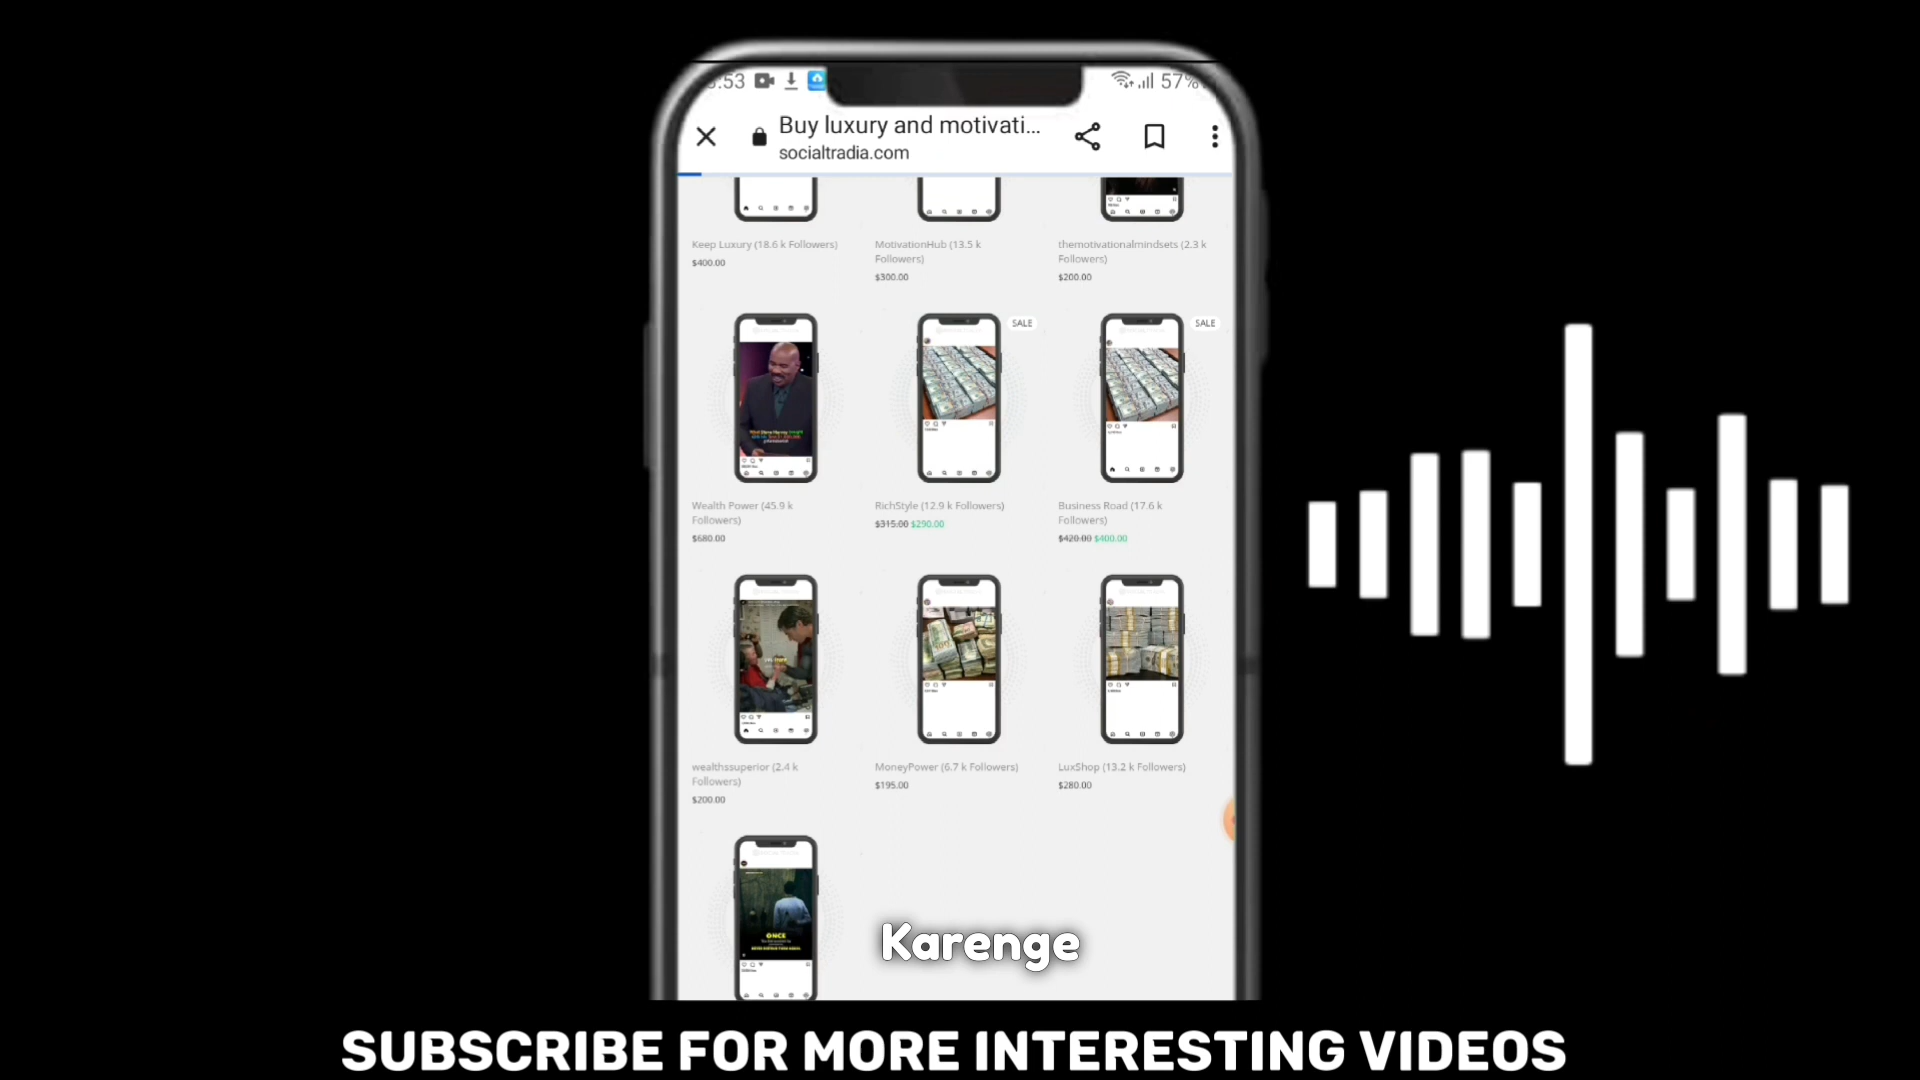 :53
57%
Buy luxury and motivati...
socialtradia.com
Keep Luxury (18.6 k Followers)
$400.00
MotivationHub (13.5 k
Followers)
$300.00
themotivationalmindsets (2.3 k
Followers)
$200.00
SALE
SALE
Wealth Power (45.9 k
Followers)
$680.00
RichStyle (12.9 k Followers)
$315.00 $290.00
Business Road (17.6 k
Followers)
$420.00 $400.00
wealthssuperior (2.4 k
Followers)
$200.00
MoneyPower (6.7 k Followers)
$195.00
LuxShop (13.2 k Followers)
$280.00
ONCE
Karenge
SUBSCRIBE FOR MORE INTERESTING VIDEOS